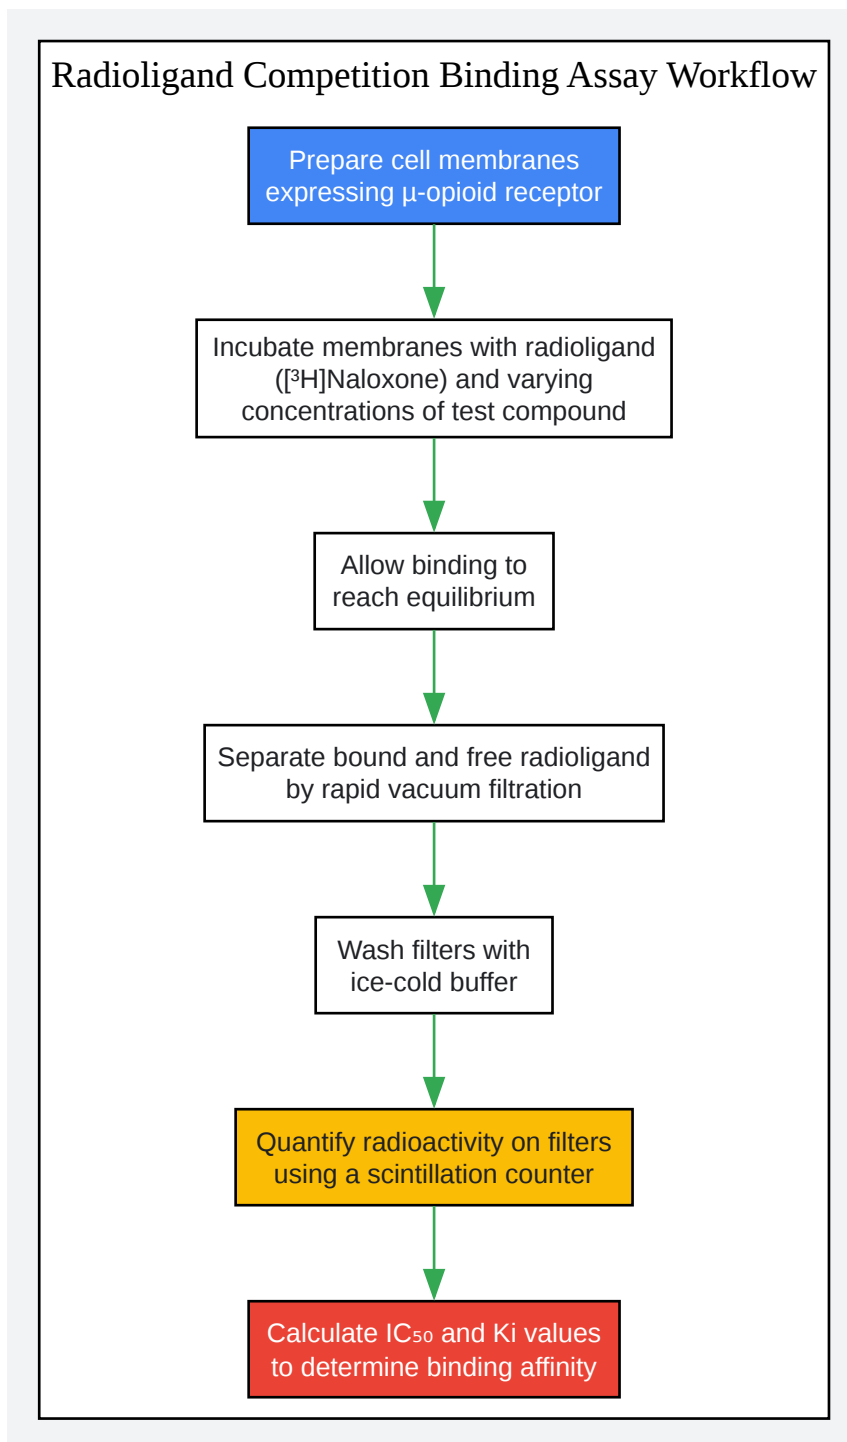 Radioligand Competition Binding Assay Workflow
Prepare cell membranes
expressing µ-opioid receptor
Incubate membranes with radioligand
([³H]Naloxone) and varying
concentrations of test compound
Allow binding to
reach equilibrium
Separate bound and free radioligand
by rapid vacuum filtration
Wash filters with
ice-cold buffer
Quantify radioactivity on filters
using a scintillation counter
Calculate IC₅₀ and Ki values
to determine binding affinity